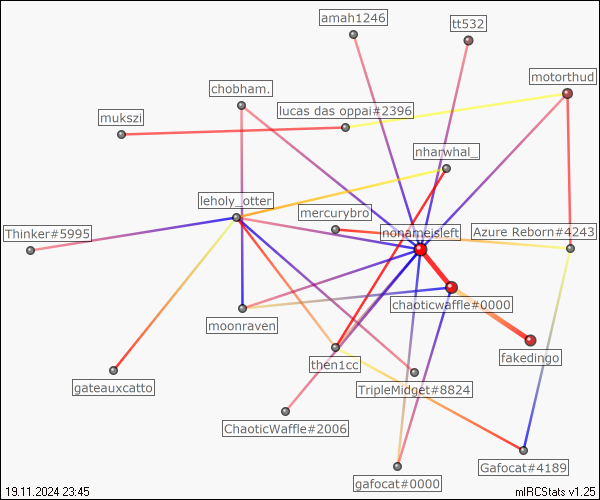 amah1246
tt532
motorthud
chobham.
lucas das oppai#2396
mukszi
nharwhal_
leholy_otter
mercurybro
Thinker#5995
nonameisleft
Azure Reborn#4243
chaoticwaffle#0000
moonraven
fakedingo
then1cc
gateauxcatto
TripleMidget#8824
ChaoticWaffle#2006
Gafocat#4189
gafocat#0000
19.11.2024 23:45
mIRCStats v1.25